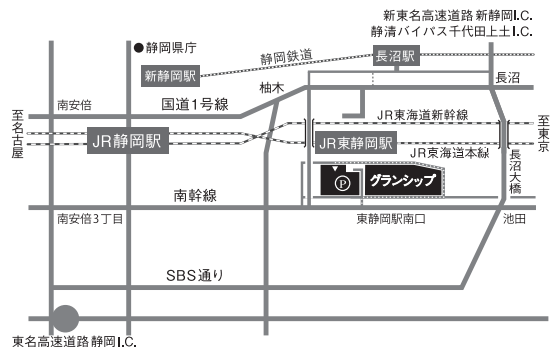 新東名高速道路 新静岡I.C.
静清バイパス千代田上土I.C.
●静岡県庁
静岡鉄道
長沼駅
新静岡駅
柚木
長沼
南安倍
国道1号線
JR東海道新幹線
至名古屋
JR静岡駅
JR東静岡駅
至東京
JR東海道本線
長沼大橋
P
グランシップ
南幹線
南安倍3丁目
東静岡駅南口
池田
SBS通り
東名高速道路 静岡I.C.